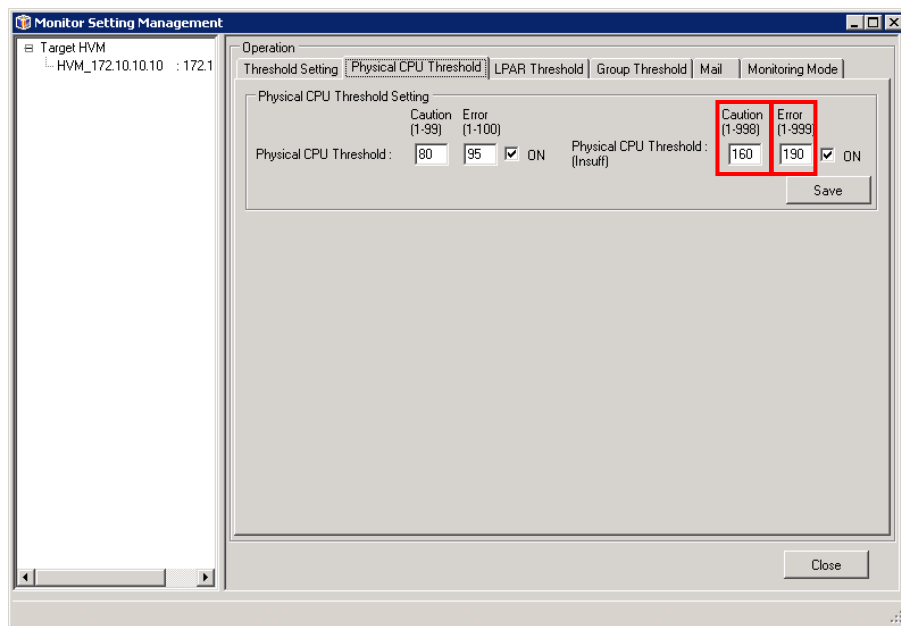 Monitor Setting Management
Target HVM
HVM_172.10.10.10 : 172.1
Operation
Threshold Setting Physical CPU Threshold LPAR Threshold Group Threshold Mail Monitoring Mode
Physical CPU Threshold Setting
Caution Error Caution Error
(1-99) (1-100) (1-998) (1-999)
Physical CPU Threshold : 80 95 ON Physical CPU Threshold : (Insuff) 160 190 ON
Save
Close